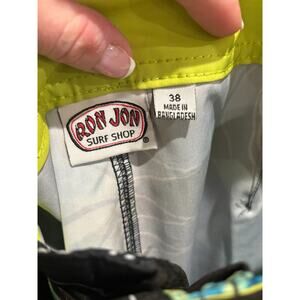 RON JON
SURF SHOP
®
38
MADE IN
BANGLADESH